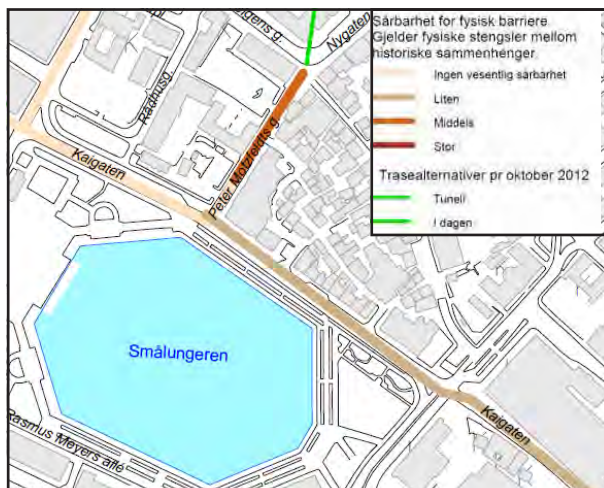 Sårbarhet for fysisk barriere.
Gjelder fysiske stengsler mellom
historiske sammenhenger.
Ingen vesentlig sårbarhet
Liten
Middels
Stor
Trasealternativer pr oktober 2012
Tunell
I dagen
Nygaten
Rådhusg.
Peter Motzfeldts g.
Kaigaten
Smålungeren
Kaigaten
Rasmus Meyers allé